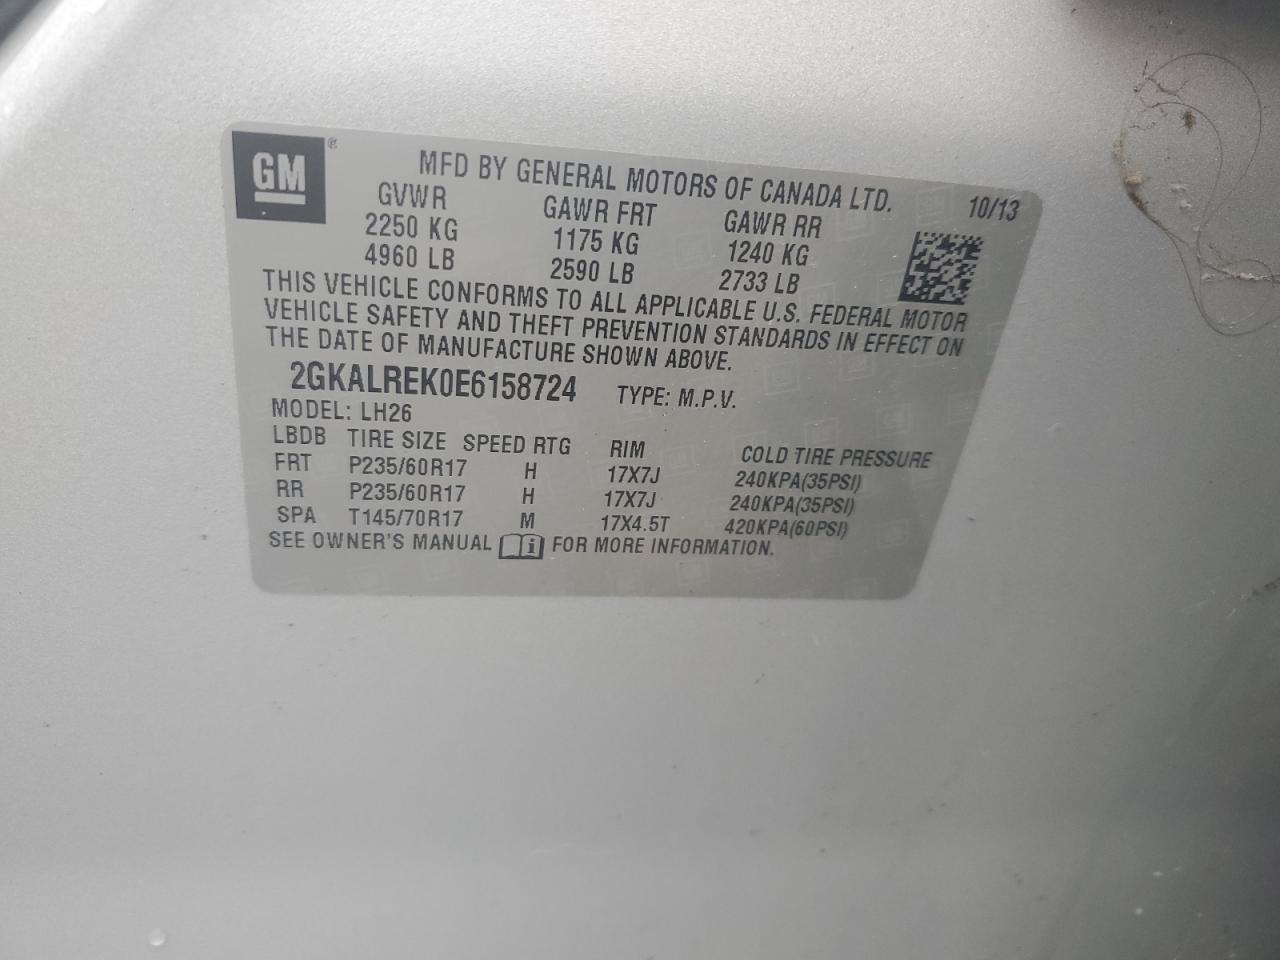 GM ®
MFD BY GENERAL MOTORS OF CANADA LTD. 10/13
GVWR GAWR FRT GAWR RR
2250 KG 1175 KG 1240 KG
4960 LB 2590 LB 2733 LB
THIS VEHICLE CONFORMS TO ALL APPLICABLE U.S. FEDERAL MOTOR
VEHICLE SAFETY AND THEFT PREVENTION STANDARDS IN EFFECT ON
THE DATE OF MANUFACTURE SHOWN ABOVE.
2GKALREK0E6158724 TYPE: M.P.V.
MODEL: LH26
LBDB TIRE SIZE SPEED RTG RIM COLD TIRE PRESSURE
FRT P235/60R17 H 17X7J 240KPA(35PSI)
RR P235/60R17 H 17X7J 240KPA(35PSI)
SPA T145/70R17 M 17X4.5T 420KPA(60PSI)
SEE OWNER'S MANUAL i FOR MORE INFORMATION.